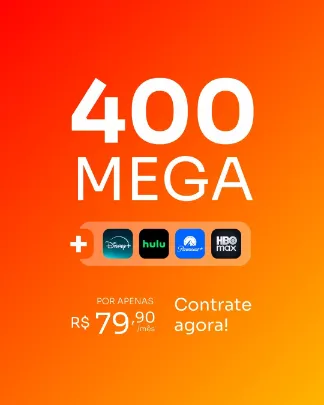 400
MEGA
+ Disney+ hulu Paramount+ HBO max
POR APENAS
R$ 79,90 /mês
Contrate
agora!